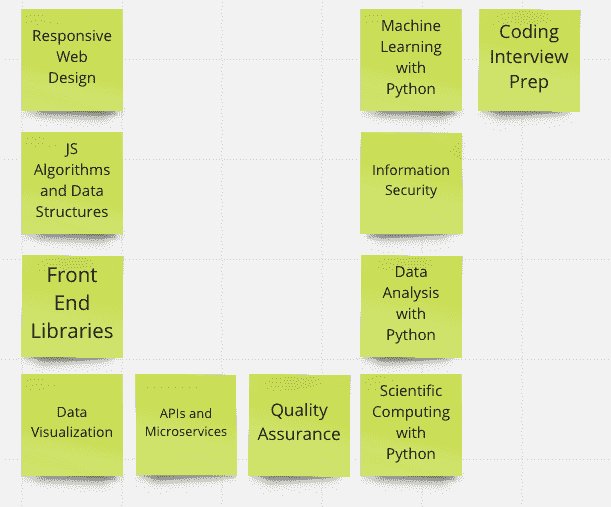 Responsive
Web
Design
Machine
Learning
with
Python
Coding
Interview
Prep
JS
Algorithms
and Data
Structures
Information
Security
Front
End
Libraries
Data
Analysis
with
Python
Data
Visualization
APIs and
Microservices
Quality
Assurance
Scientific
Computing
with
Python